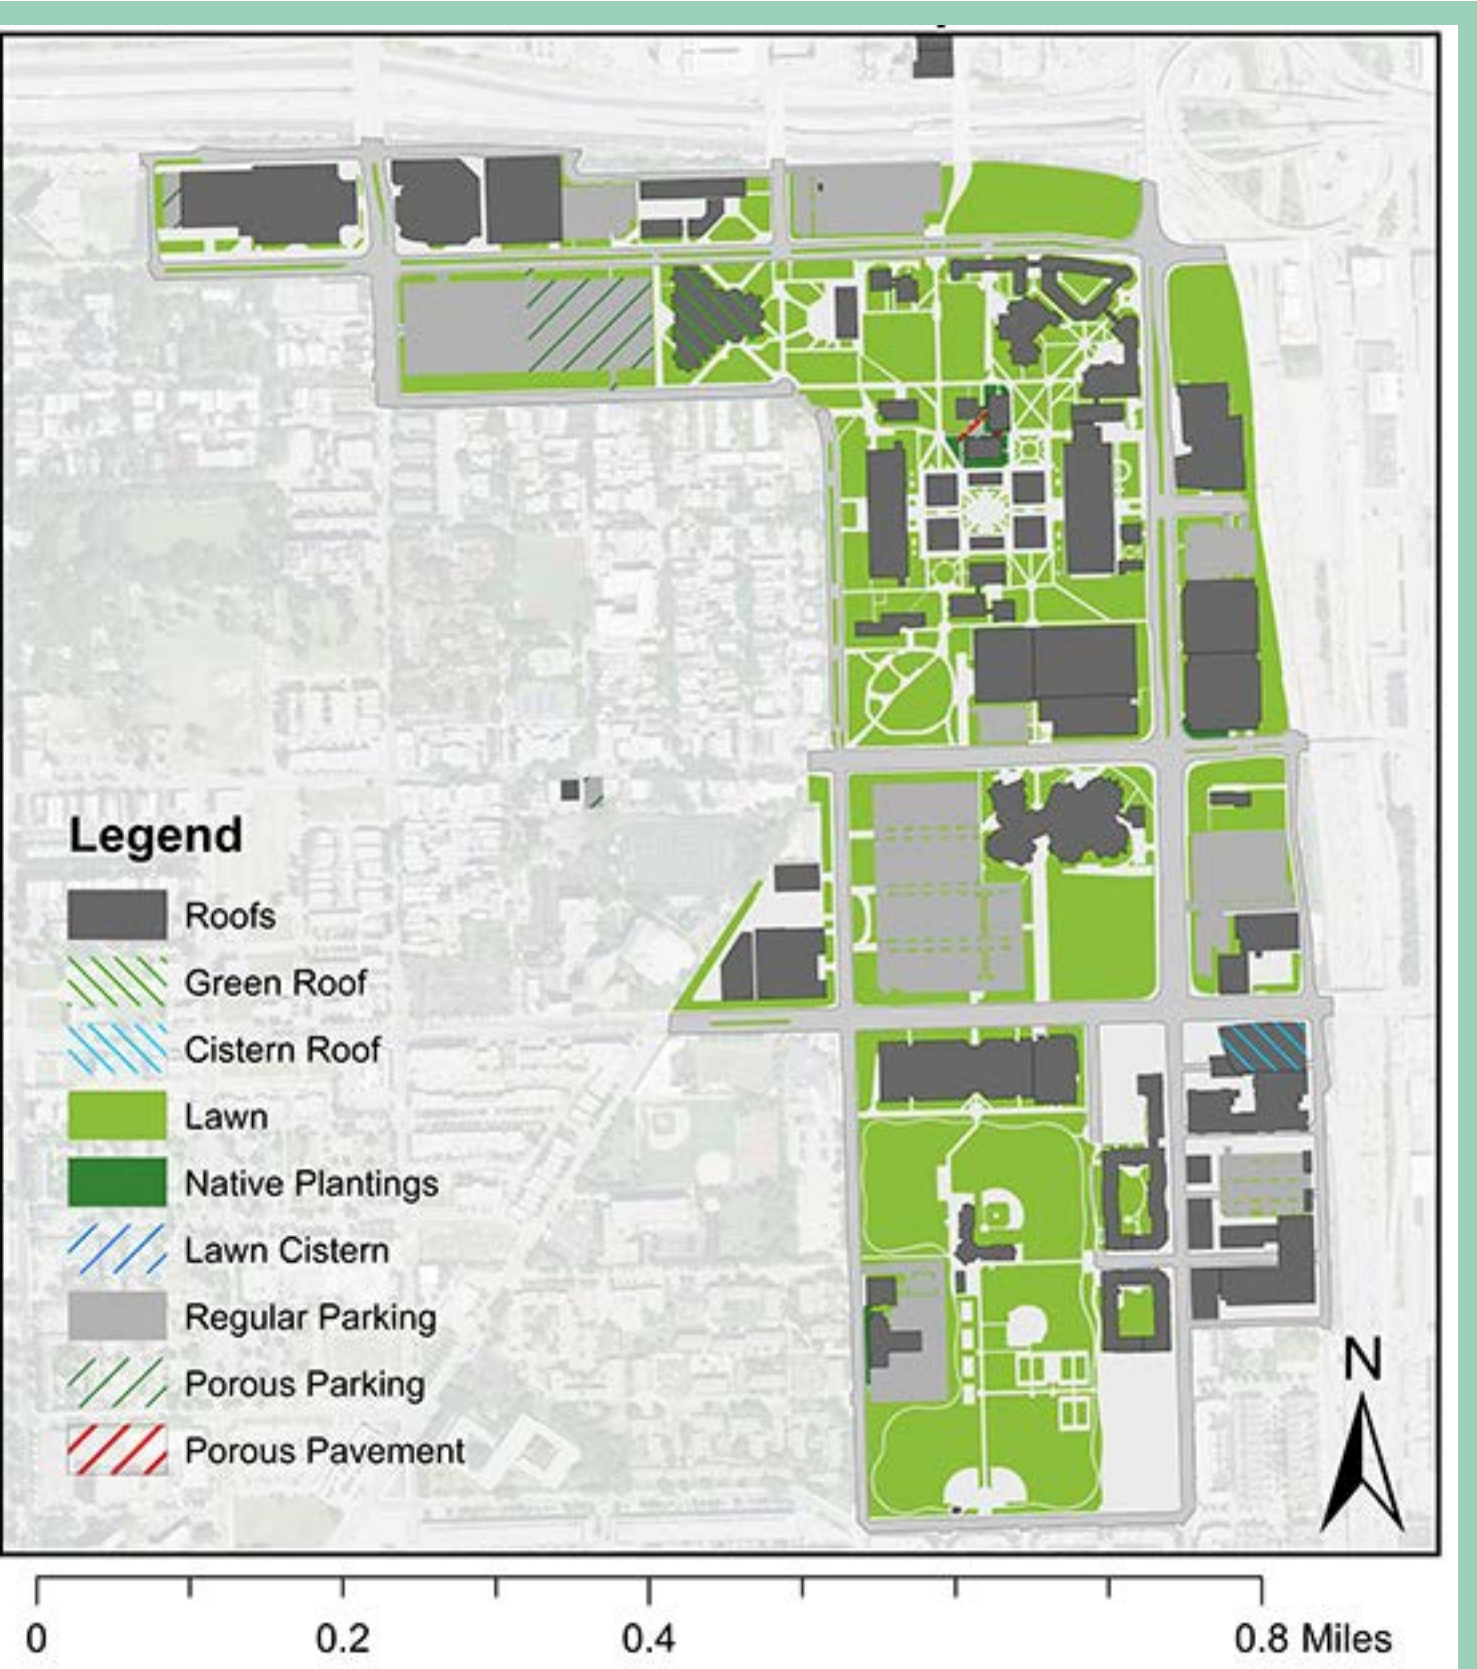 Legend
Roofs
Green Roof
Cistern Roof
Lawn
Native Plantings
Lawn Cistern
Regular Parking
Porous Parking
Porous Pavement
N
0 0.2 0.4 0.8 Miles